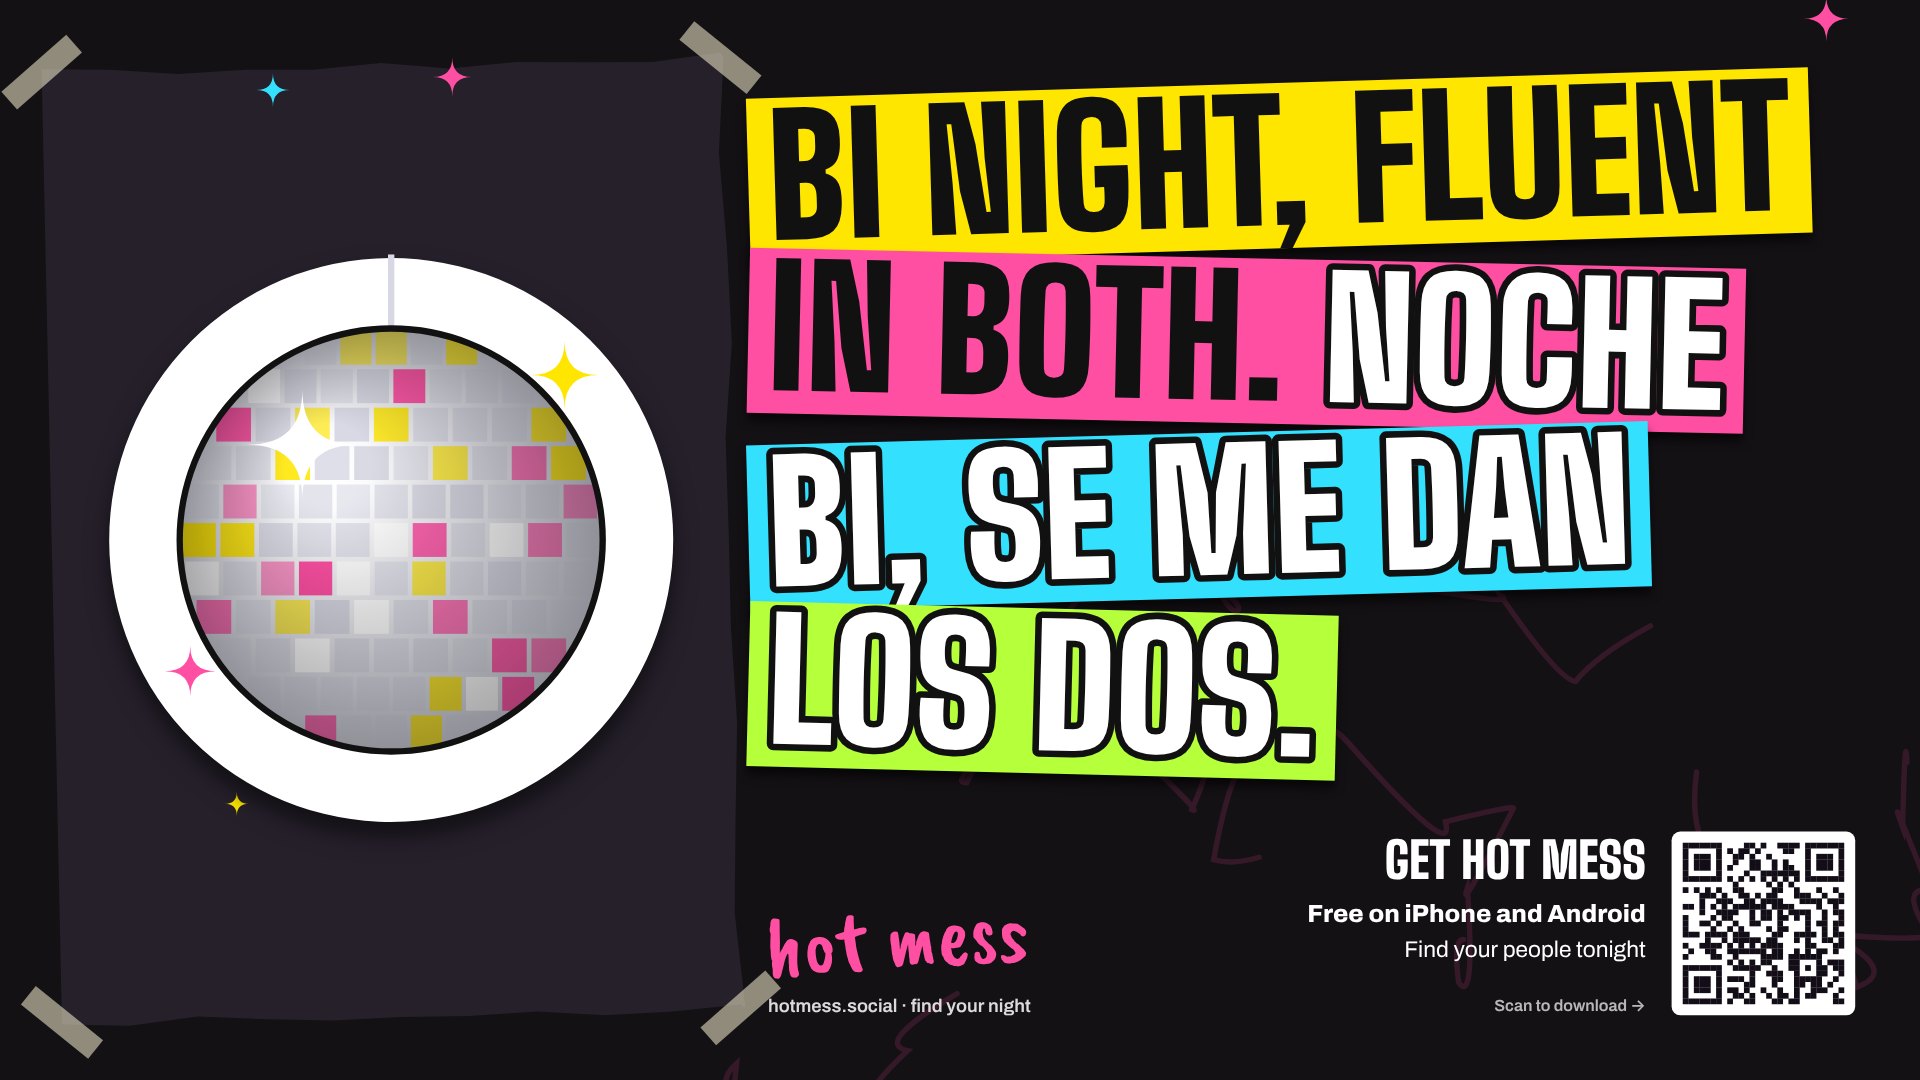 BI NIGHT, FLUENT
IN BOTH. NOCHE
BI, SE ME DAN
LOS DOS.
hot mess
hotmess.social · find your night
GET HOT MESS
Free on iPhone and Android
Find your people tonight
Scan to download →